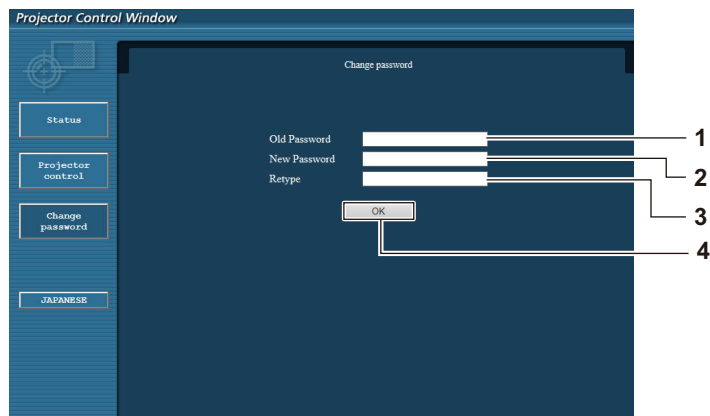 Projector Control Window
Change password
Status
Projector
control
Change
password
JAPANESE
Old Password
New Password
Retype
OK
1
2
3
4